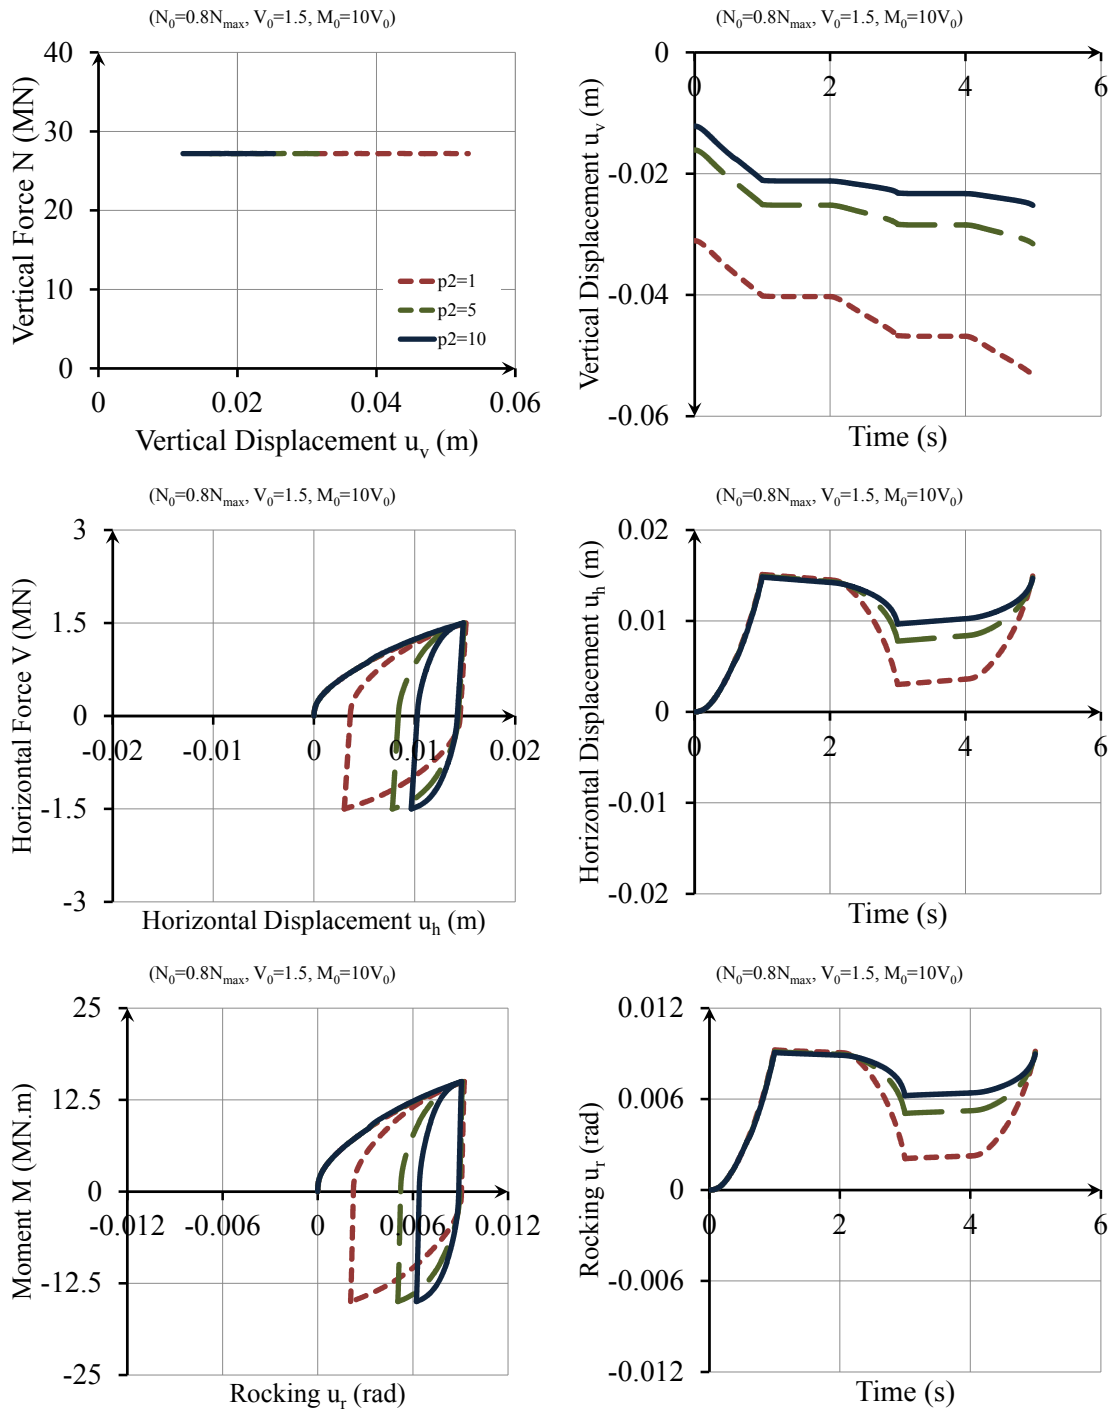 (N₀=0.8Nₘₐₓ, V₀=1.5, M₀=10V₀)
40
30
20
10
0
0
0.02
0.04
0.06
Vertical Force N (MN)
Vertical Displacement uᵥ (m)
p2=1
p2=5
p2=10
(N₀=0.8Nₘₐₓ, V₀=1.5, M₀=10V₀)
0
-0.02
-0.04
-0.06
0
2
4
6
Vertical Displacement uᵥ (m)
Time (s)
(N₀=0.8Nₘₐₓ, V₀=1.5, M₀=10V₀)
3
1.5
0
-1.5
-3
-0.02
-0.01
0
0.01
0.02
Horizontal Force V (MN)
Horizontal Displacement uₕ (m)
(N₀=0.8Nₘₐₓ, V₀=1.5, M₀=10V₀)
0.02
0.01
0
-0.01
-0.02
0
2
4
6
Horizontal Displacement uₕ (m)
Time (s)
(N₀=0.8Nₘₐₓ, V₀=1.5, M₀=10V₀)
25
12.5
0
-12.5
-25
-0.012
-0.006
0
0.006
0.012
Moment M (MN.m)
Rocking uᵣ (rad)
(N₀=0.8Nₘₐₓ, V₀=1.5, M₀=10V₀)
0.012
0.006
0
-0.006
-0.012
0
2
4
6
Rocking uᵣ (rad)
Time (s)